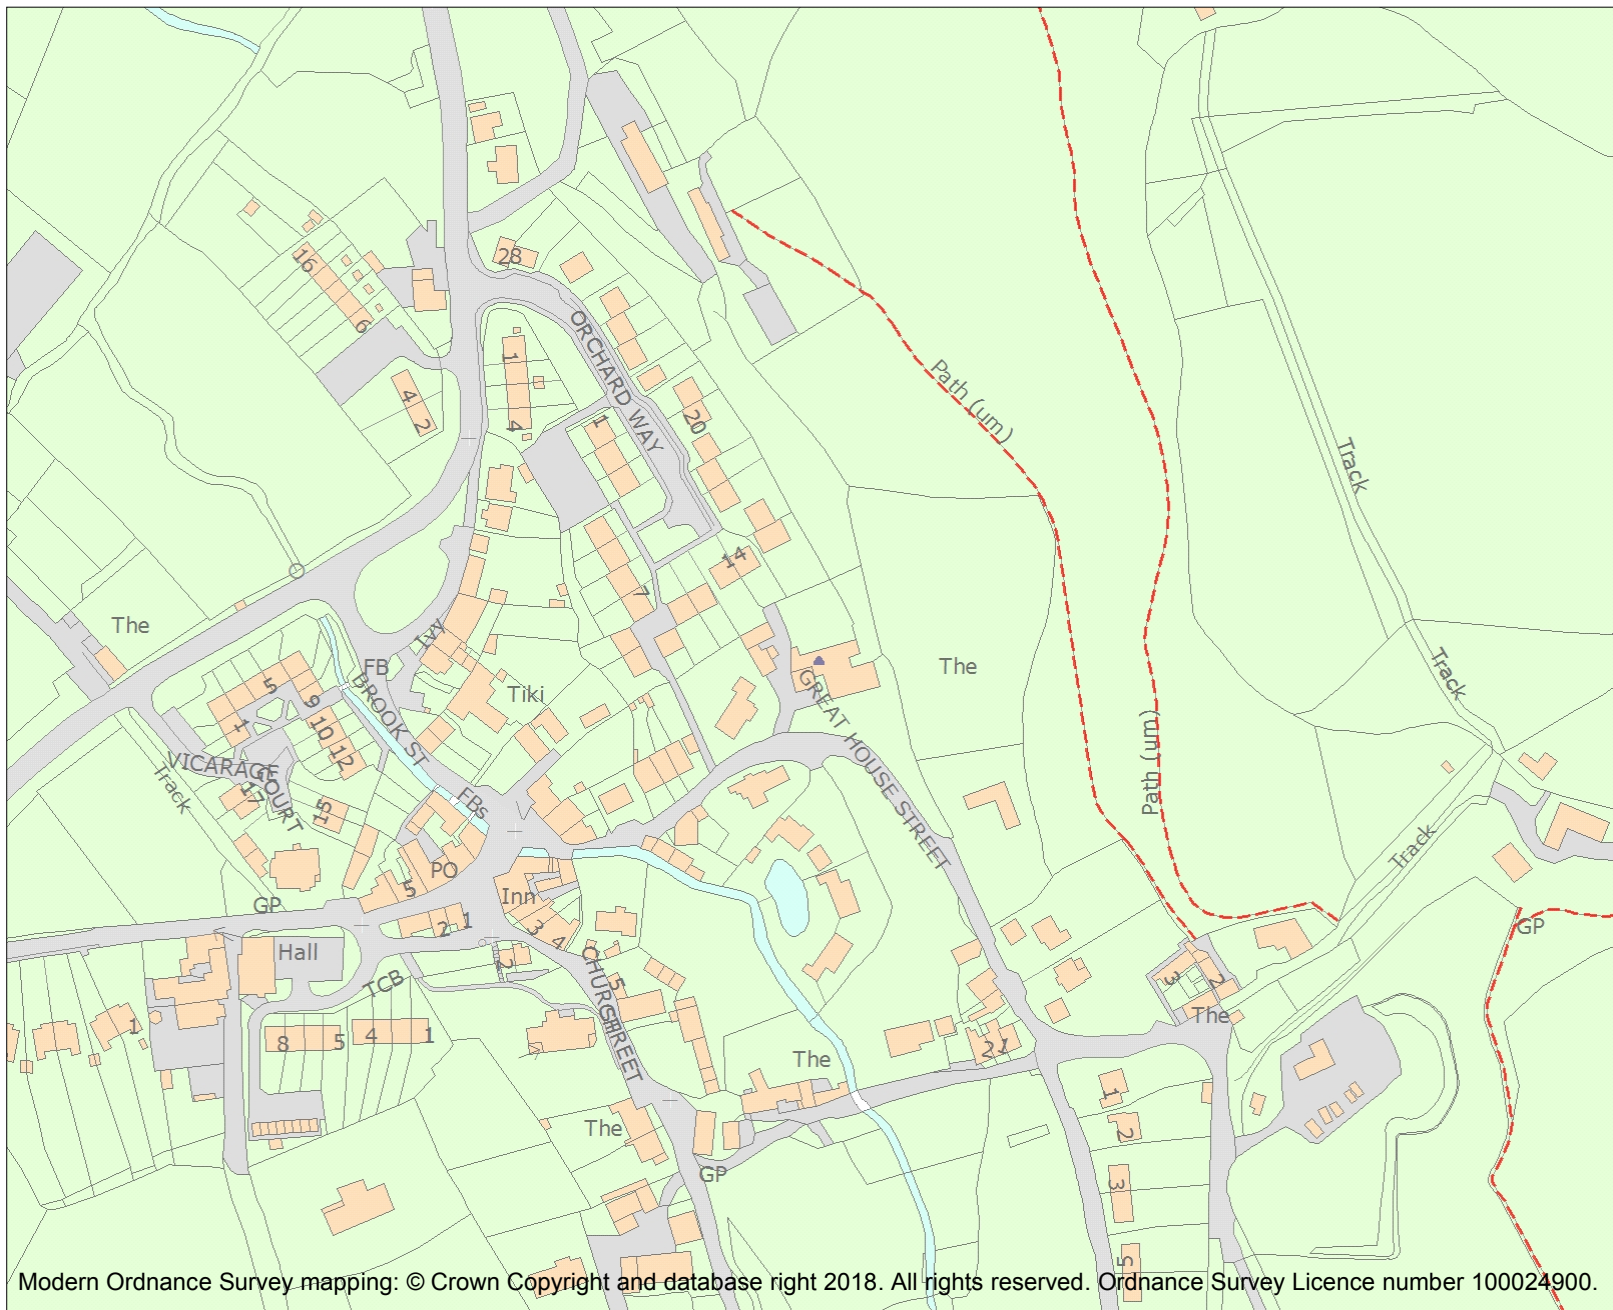 28
16
6
1
4
4
2
ORCHARD WAY
1
20
14
7
Path (um)
Track
Track
The
Ivy
FB
BROOK ST
Tiki
5
9
10
12
1
VICARAGE
COURT
Track
17
15
FBs
GREAT HOUSE STREET
The
Path (um)
Track
PO
5
Inn
GP
Hall
2
1
3
4
2
TCB
CHURCH
STREET
5
1
8
5
4
1
The
The
GP
2
1
3
2
The
GP
1
2
3
5
Modern Ordnance Survey mapping: © Crown Copyright and database right 2018. All rights reserved. Ordnance Survey Licence number 100024900.